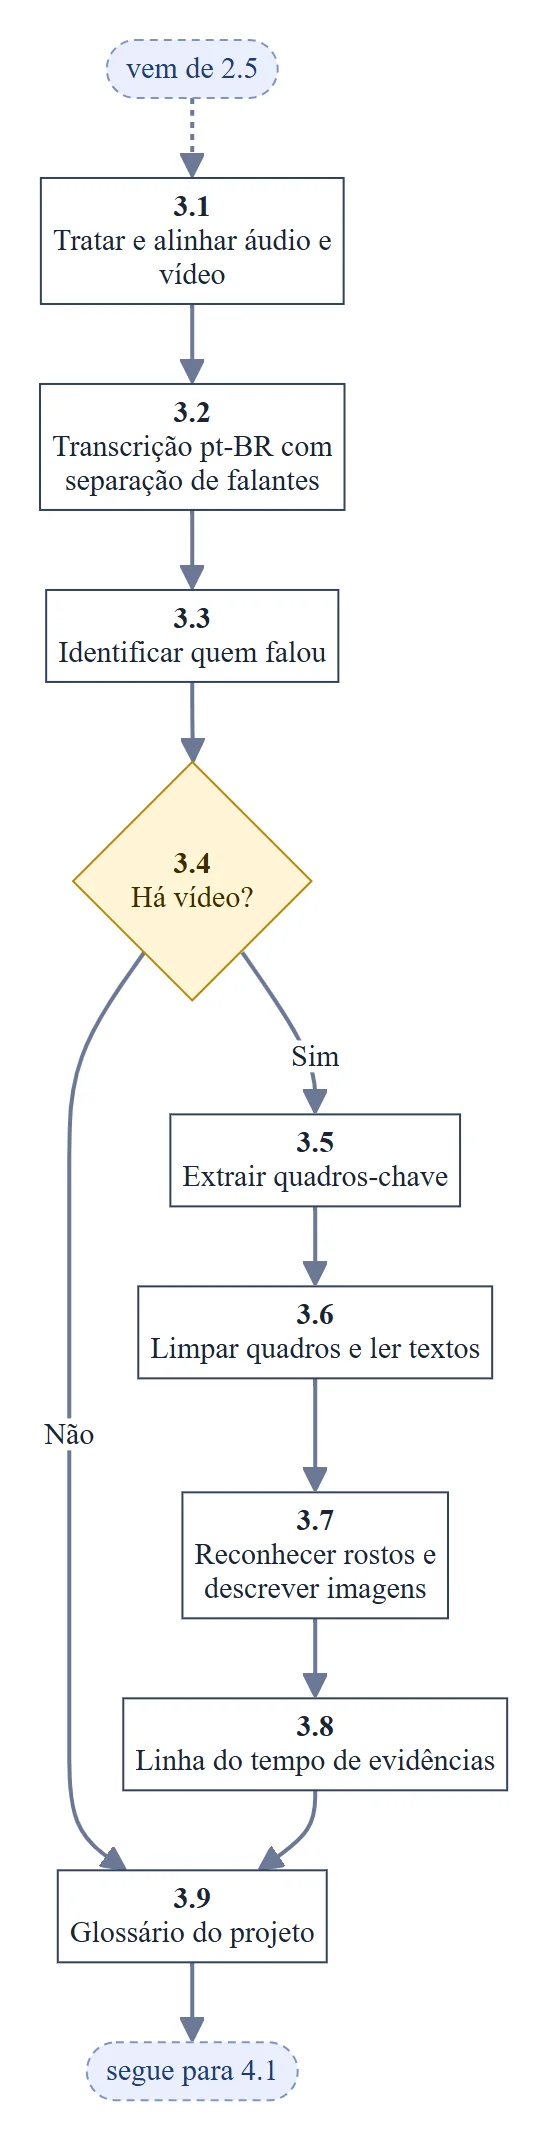 vem de 2.5
3.1
Tratar e alinhar áudio e
vídeo
3.2
Transcrição pt-BR com
separação de falantes
3.3
Identificar quem falou
3.4
Há vídeo?
Sim
3.5
Extrair quadros-chave
3.6
Limpar quadros e ler textos
Não
3.7
Reconhecer rostos e
descrever imagens
3.8
Linha do tempo de evidências
3.9
Glossário do projeto
segue para 4.1